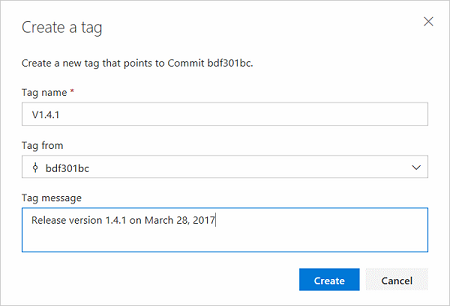 Create a tag
Create a new tag that points to Commit bdf301bc.
Tag name *
V1.4.1
Tag from
bdf301bc
Tag message
Release version 1.4.1 on March 28, 2017
Create Cancel